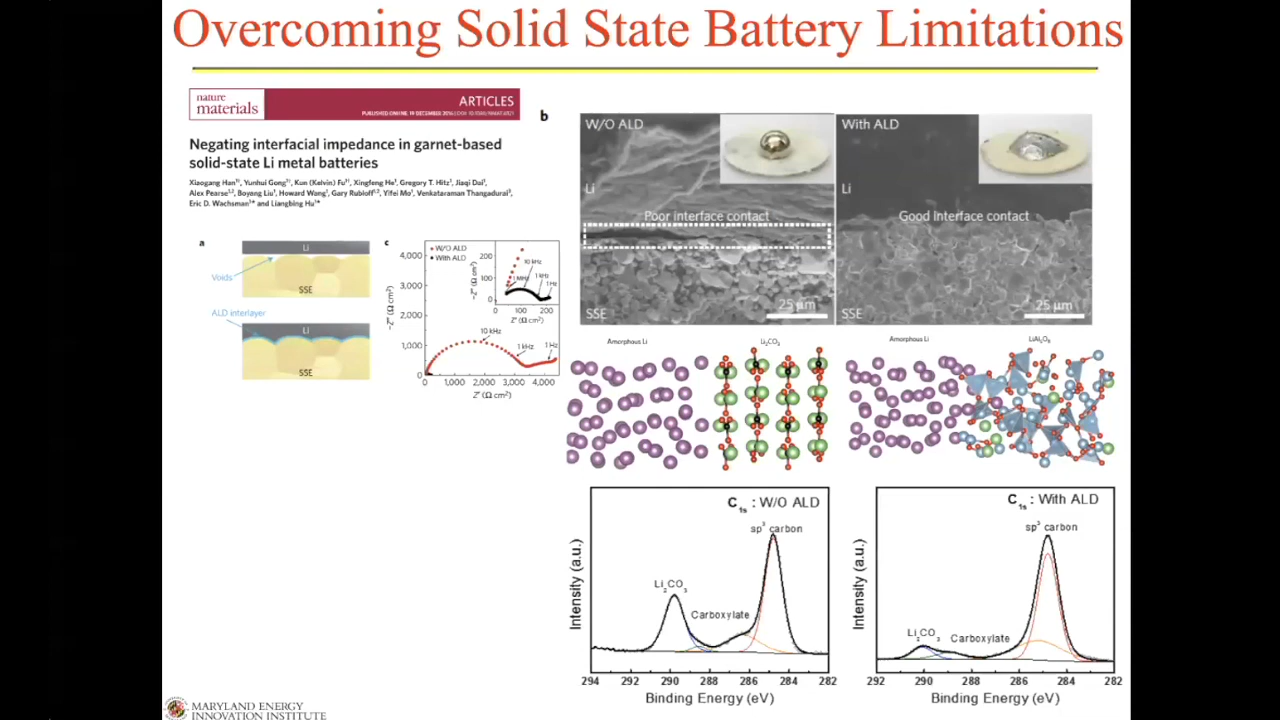 Overcoming Solid State Battery Limitations
nature
materials
ARTICLES
Negating interfacial impedance in garnet-based
solid-state Li metal batteries
Xiaogang Han, Yunhui Gong, Kun (Kelvin) Fu, Xingfeng He, Gregory T. Hitz, Jiaqi Dai,
Alex Pearse, Boyang Liu, Howard Wang, Gary Rubloff, Yifei Mo, Venkataraman Thangadurai,
Eric D. Wachsman* and Liangbing Hu*
a
Li
Voids
SSE
ALD interlayer
Li
SSE
c
W/O ALD
With ALD
4,000
3,000
2,000
1,000
0
−Z'' (Ω cm²)
0 1,000 2,000 3,000 4,000
Z' (Ω cm²)
10 kHz
1 kHz
1 Hz
200
100
0
−Z'' (Ω cm²)
10 kHz
1 MHz
1 kHz
1 Hz
0 100 200
Z' (Ω cm²)
b
W/O ALD
Li
Poor interface contact
25 μm
SSE
With ALD
Li
Good interface contact
25 μm
SSE
Amorphous Li
Li₂CO₃
Amorphous Li
C₁s : W/O ALD
sp³ carbon
Li₂CO₃
Carboxylate
Intensity (a.u.)
294 292 290 288 286 284 282
Binding Energy (eV)
C₁s : With ALD
sp³ carbon
Li₂CO₃
Carboxylate
Intensity (a.u.)
292 290 288 286 284 282
Binding Energy (eV)
MARYLAND ENERGY
INNOVATION INSTITUTE